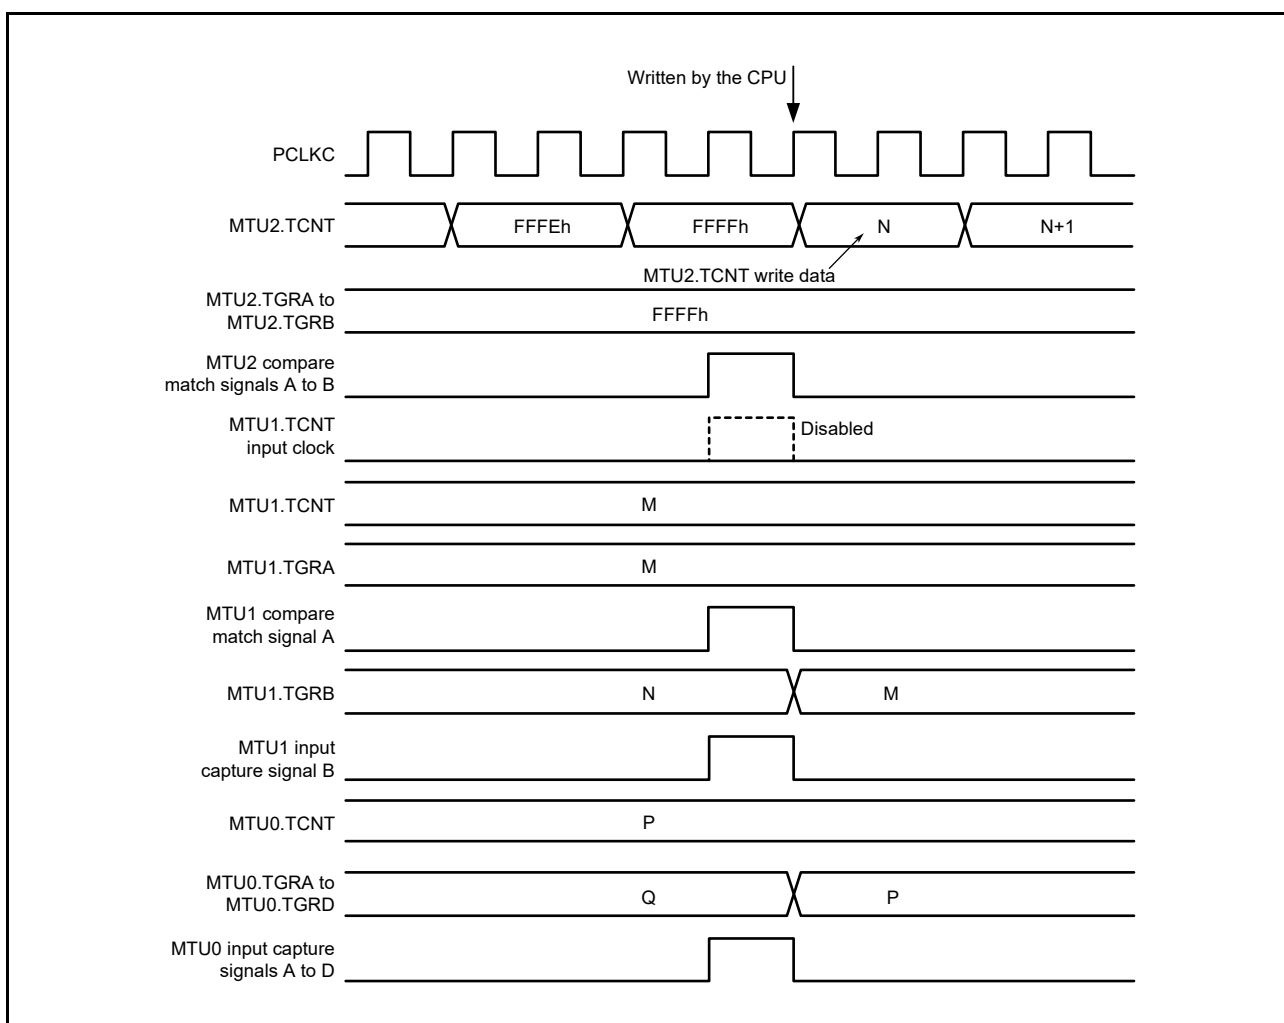 Written by the CPU
PCLKC
MTU2.TCNT
FFFEh
FFFFh
N
N+1
MTU2.TCNT write data
MTU2.TGRA to
MTU2.TGRB
FFFFh
MTU2 compare
match signals A to B
MTU1.TCNT
input clock
Disabled
MTU1.TCNT
M
MTU1.TGRA
M
MTU1 compare
match signal A
MTU1.TGRB
N
M
MTU1 input
capture signal B
MTU0.TCNT
P
MTU0.TGRA to
MTU0.TGRD
Q
P
MTU0 input capture
signals A to D